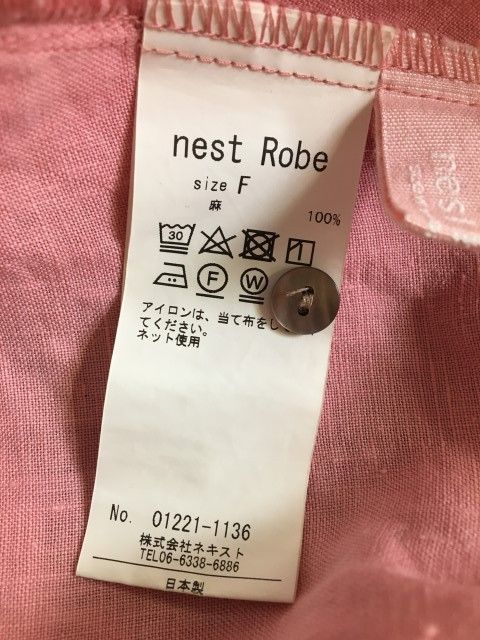 nest Robe
size F
麻
100%
30
F W
アイロンは、当て布をし
てください。
ネット使用
No. 01221-1136
株式会社ネキスト
TEL06-6338-6886
日本製
nest